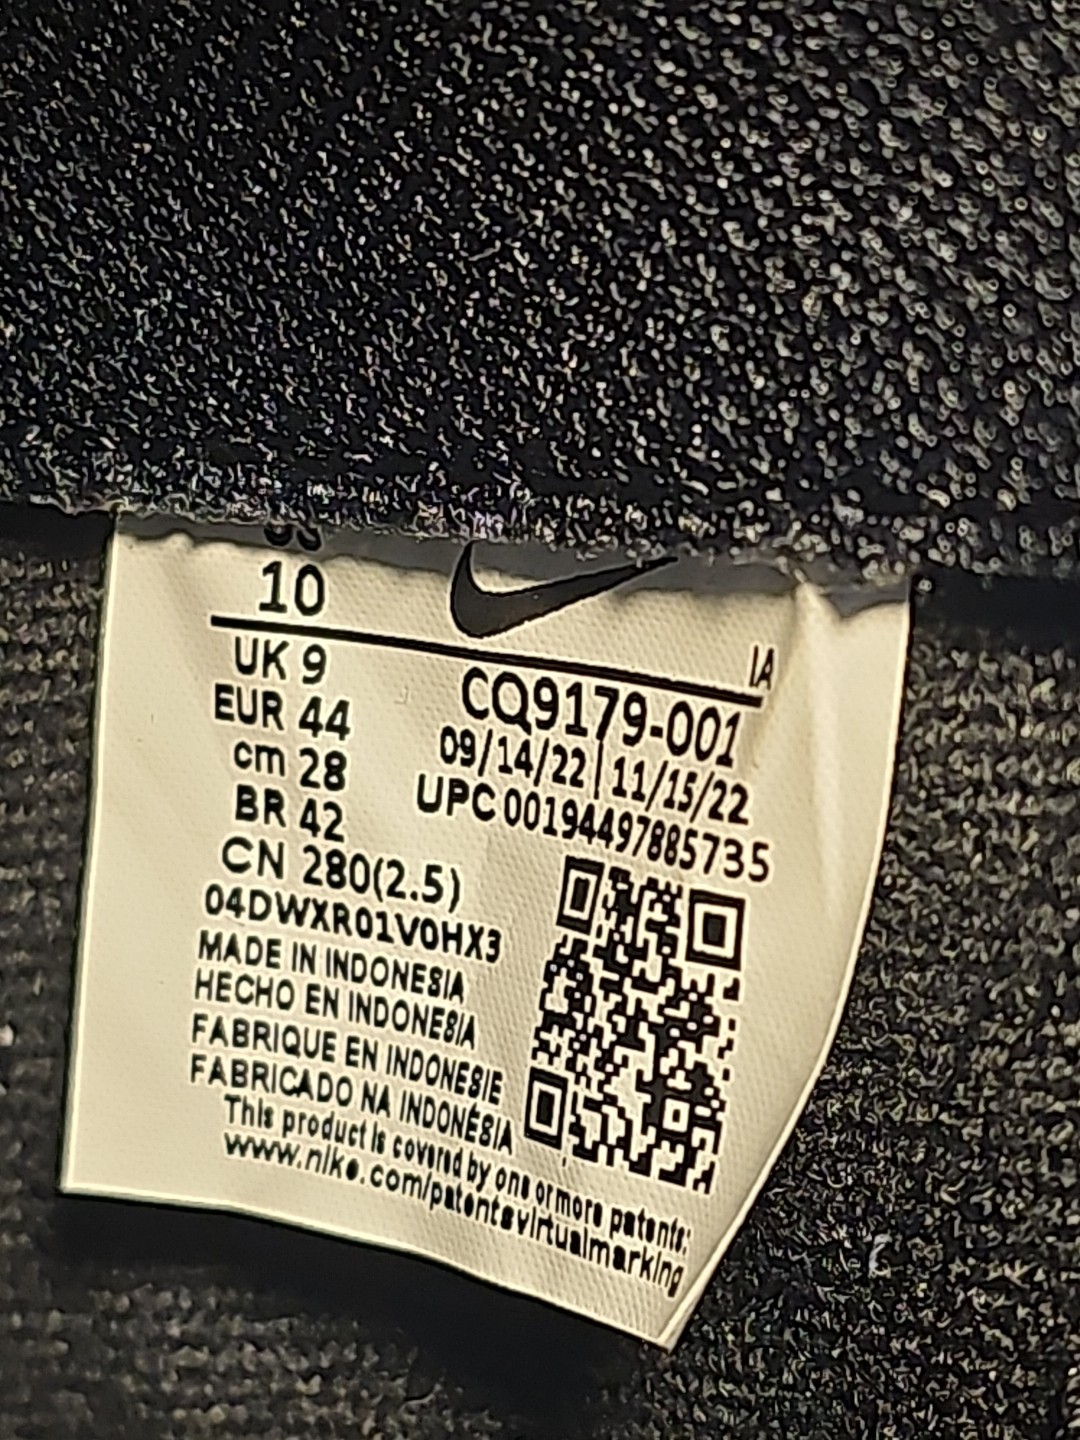 10
IA
UK 9
EUR 44
cm 28
BR 42
CN 280(2.5)
CQ9179-001
09/14/22 | 11/15/22
UPC 00194497885735
04DWXR01V0HX3
MADE IN INDONESIA
HECHO EN INDONESIA
FABRIQUE EN INDONESIE
FABRICADO NA INDONÉSIA
This product is covered by one or more patents:
www.nike.com/patentsvirtualmarking